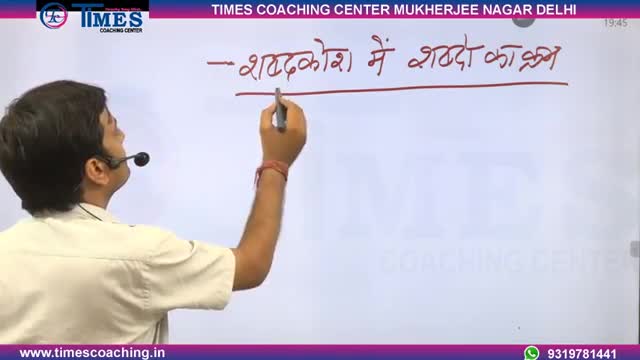 TIMES COACHING CENTER MUKHERJEE NAGAR DELHI
TIMES
COACHING CENTER
19:45
– शब्दकोश में शब्दों का क्रम
TIMES
COACHING CENTER
www.timescoaching.in
9319781441